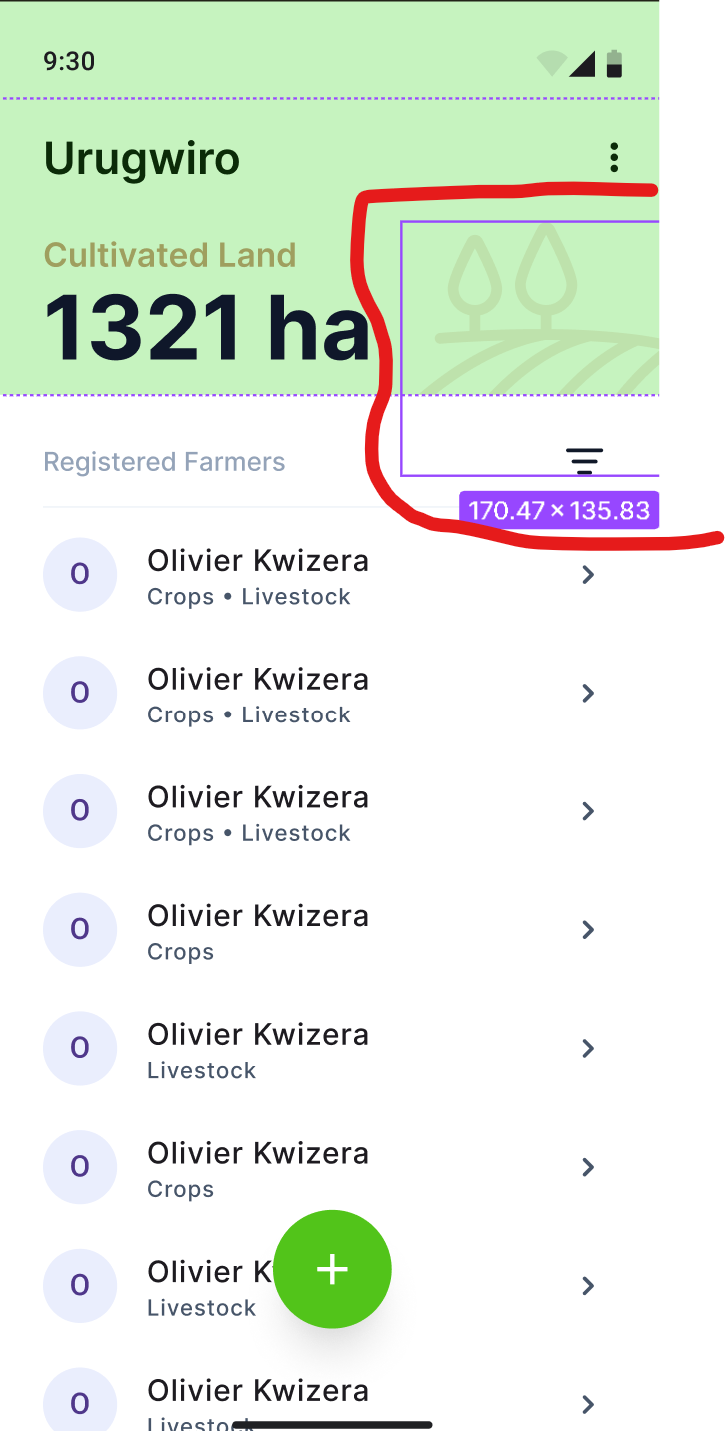 9:30
Urugwiro
Cultivated Land
1321 ha
Registered Farmers
170.47 × 135.83
O
Olivier Kwizera
Crops • Livestock
O
Olivier Kwizera
Crops • Livestock
O
Olivier Kwizera
Crops • Livestock
O
Olivier Kwizera
Crops
O
Olivier Kwizera
Livestock
O
Olivier Kwizera
Crops
O
Olivier K
+
Livestock
O
Olivier Kwizera
Livestock